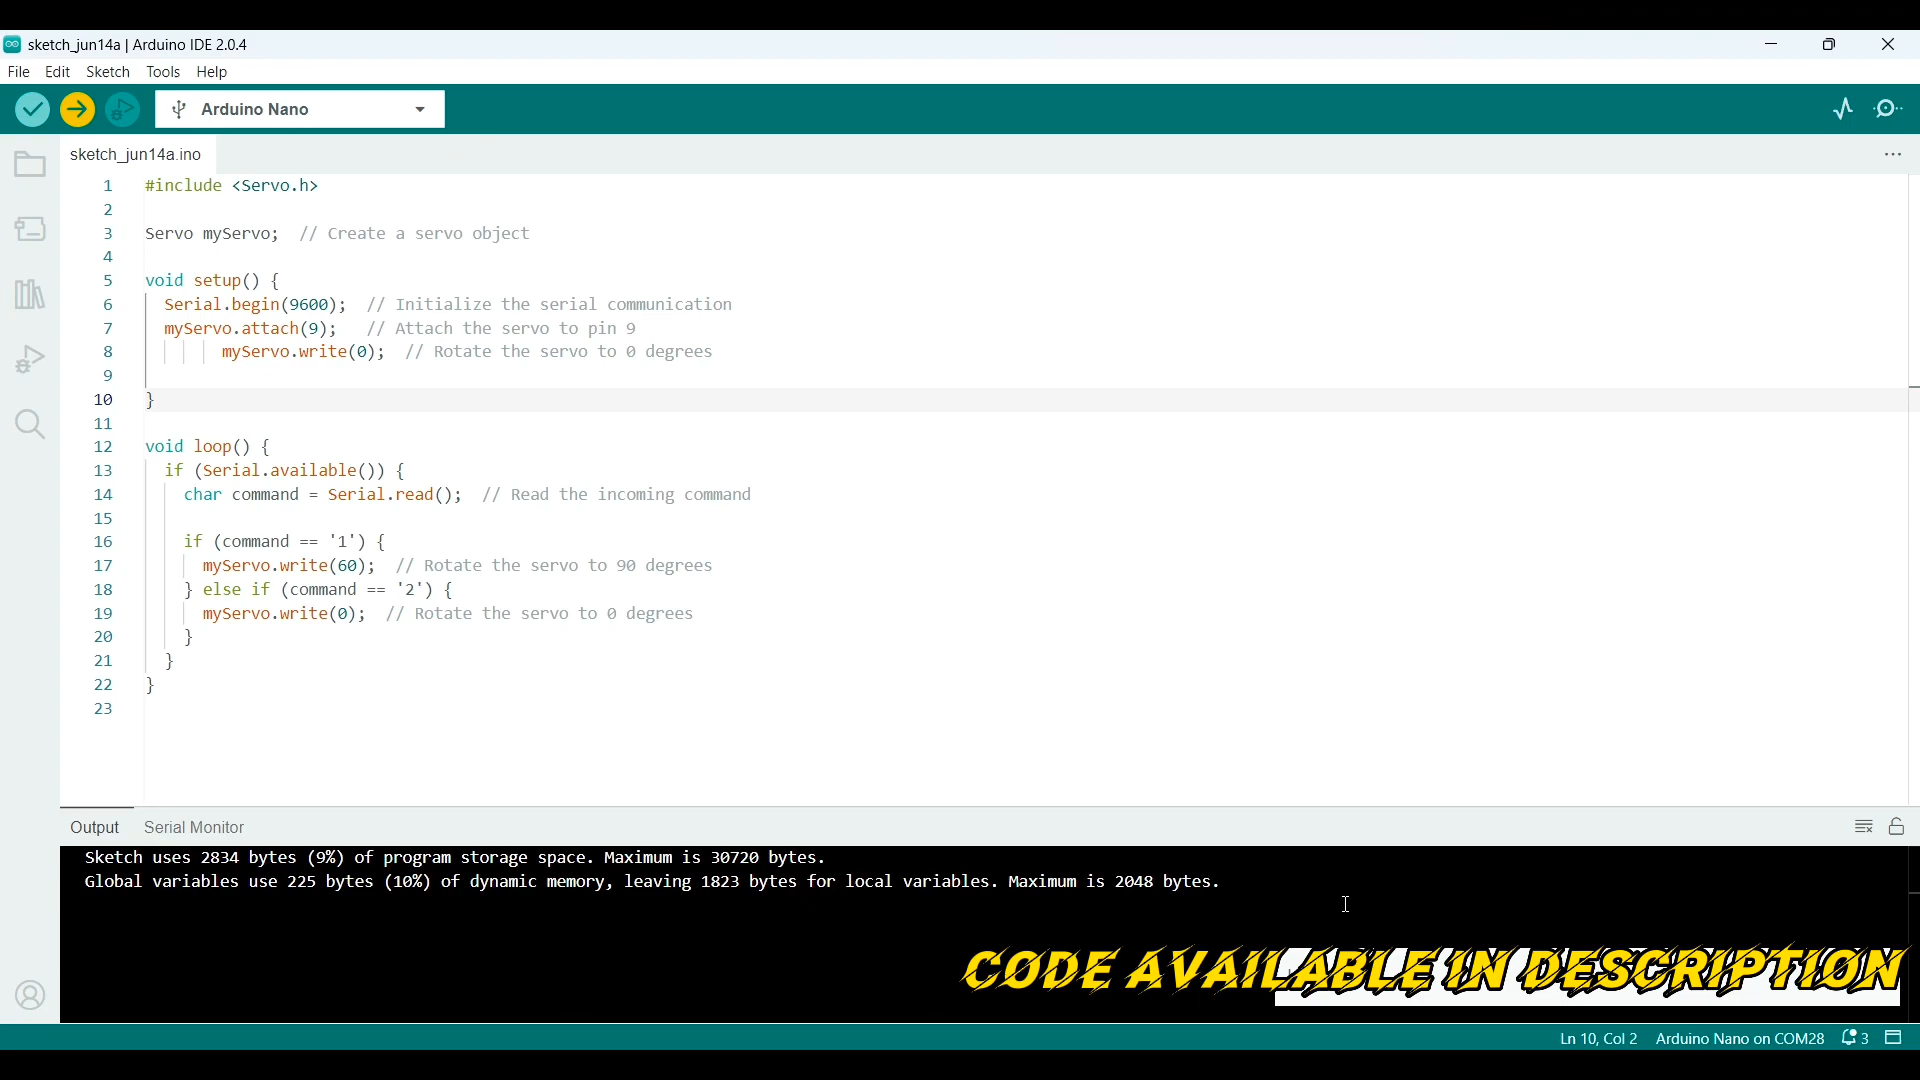 sketch_jun14a | Arduino IDE 2.0.4
File Edit Sketch Tools Help
Arduino Nano
sketch_jun14a.ino
1 #include <Servo.h>
2
3 Servo myServo; // Create a servo object
4
5 void setup() {
6 Serial.begin(9600); // Initialize the serial communication
7 myServo.attach(9); // Attach the servo to pin 9
8 myServo.write(0); // Rotate the servo to 0 degrees
9
10 }
11
12 void loop() {
13 if (Serial.available()) {
14 char command = Serial.read(); // Read the incoming command
15
16 if (command == '1') {
17 myServo.write(60); // Rotate the servo to 90 degrees
18 } else if (command == '2') {
19 myServo.write(0); // Rotate the servo to 0 degrees
20 }
21 }
22 }
23
Output Serial Monitor
Sketch uses 2834 bytes (9%) of program storage space. Maximum is 30720 bytes.
Global variables use 225 bytes (10%) of dynamic memory, leaving 1823 bytes for local variables. Maximum is 2048 bytes.
CODE AVAILABLE IN DESCRIPTION
Ln 10, Col 2 Arduino Nano on COM28 3